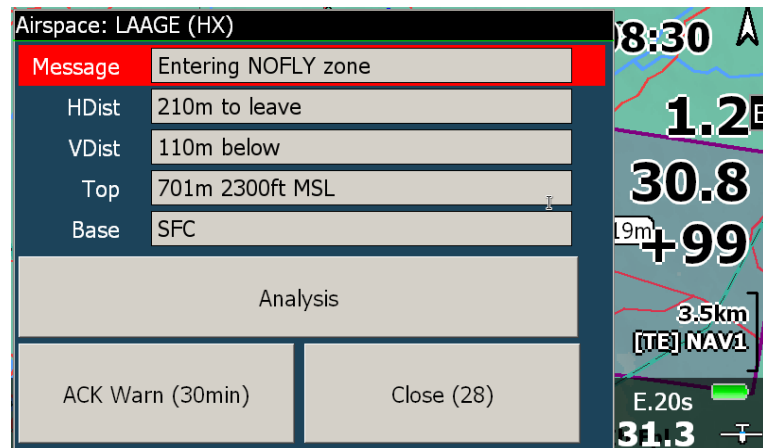 Airspace: LAAGE (HX)
Message Entering NOFLY zone
HDist 210m to leave
VDist 110m below
Top 701m 2300ft MSL
Base SFC
Analysis
ACK Warn (30min) Close (28)
8:30
1.2
30.8
19m
+99
3.5km
[TE] NAV1
E.20s
31.3